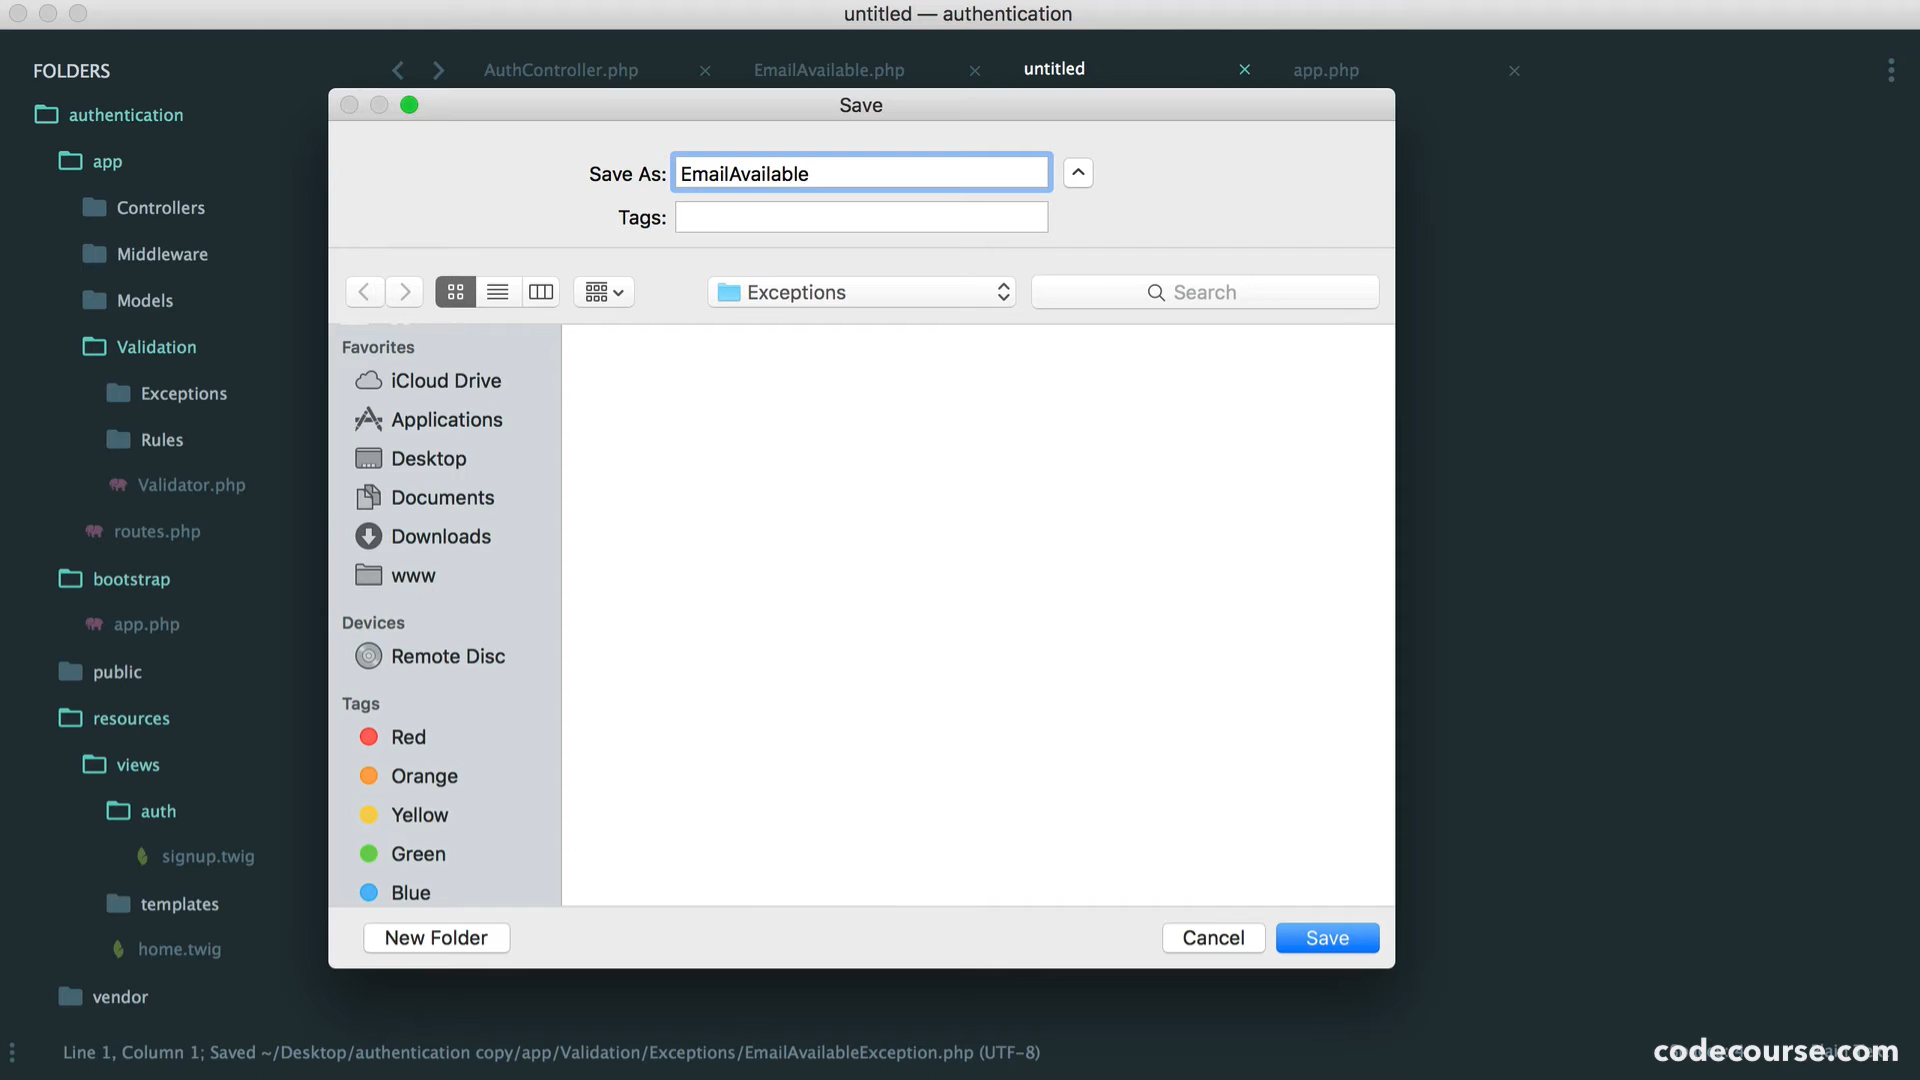 untitled — authentication
FOLDERS
authentication
app
Controllers
Middleware
Models
Validation
Exceptions
Rules
Validator.php
routes.php
bootstrap
app.php
public
resources
views
auth
signup.twig
templates
home.twig
vendor
AuthController.php
EmailAvailable.php
untitled
app.php
Save
Save As: EmailAvailable
Tags:
Exceptions
Search
Favorites
iCloud Drive
Applications
Desktop
Documents
Downloads
www
Devices
Remote Disc
Tags
Red
Orange
Yellow
Green
Blue
New Folder
Cancel
Save
Line 1, Column 1; Saved ~/Desktop/authentication copy/app/Validation/Exceptions/EmailAvailableException.php (UTF-8)
codecourse.com